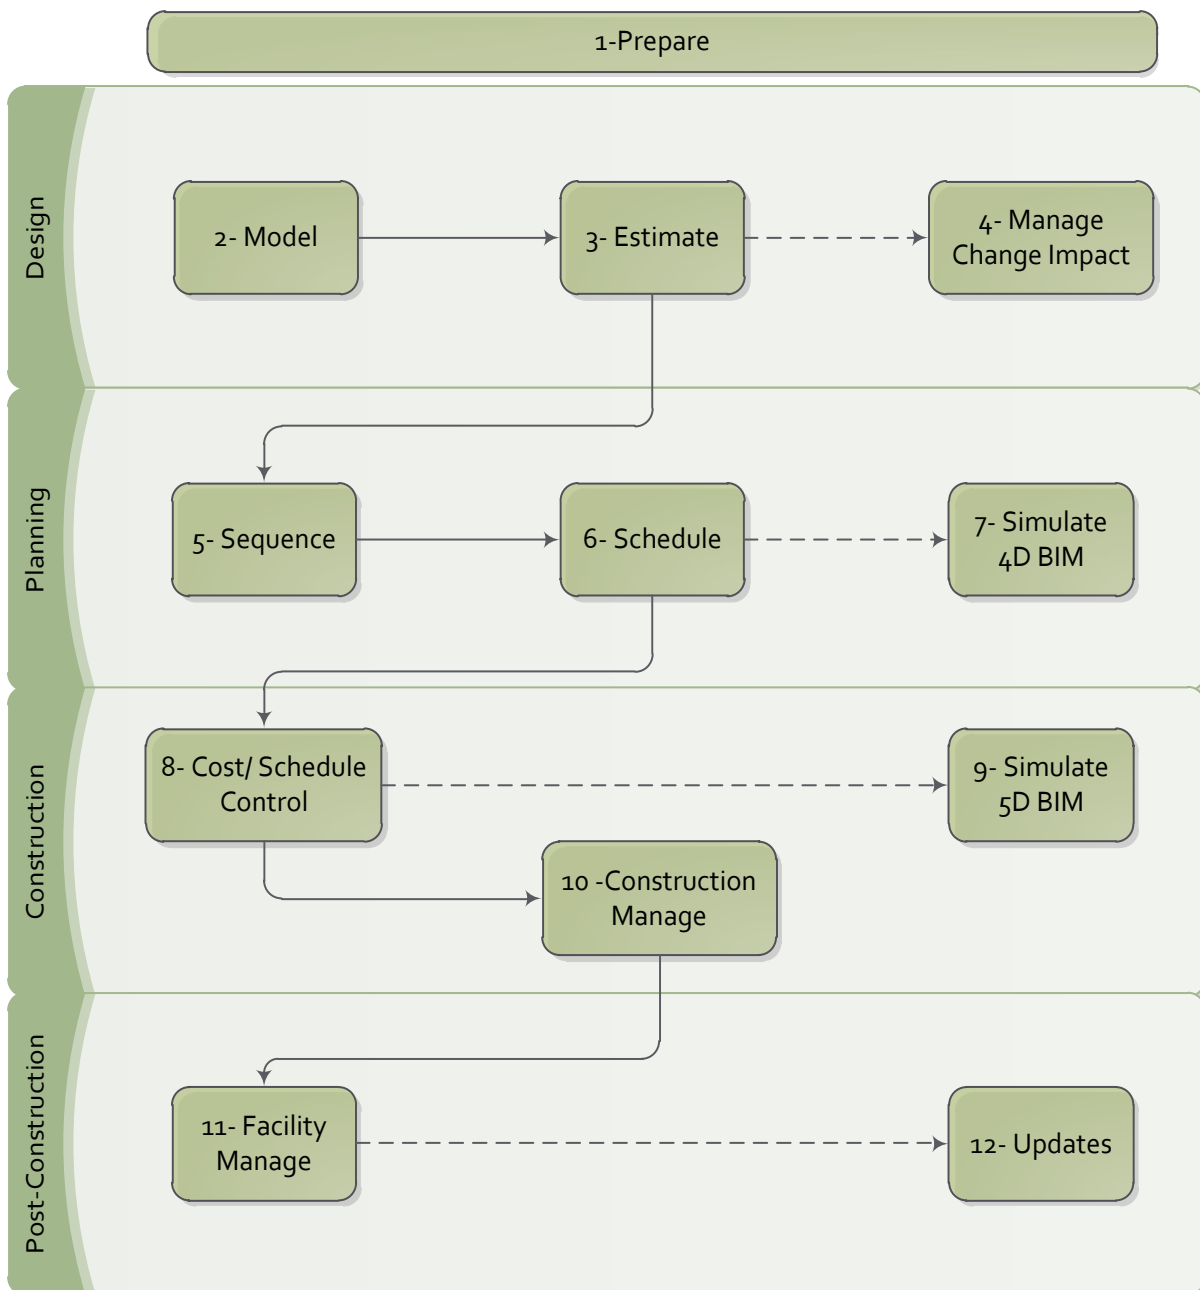 1-Prepare
Design
2- Model
3- Estimate
4- Manage
Change Impact
Planning
5- Sequence
6- Schedule
7- Simulate
4D BIM
Construction
8- Cost/ Schedule
Control
9- Simulate
5D BIM
10 -Construction
Manage
Post-Construction
11- Facility
Manage
12- Updates